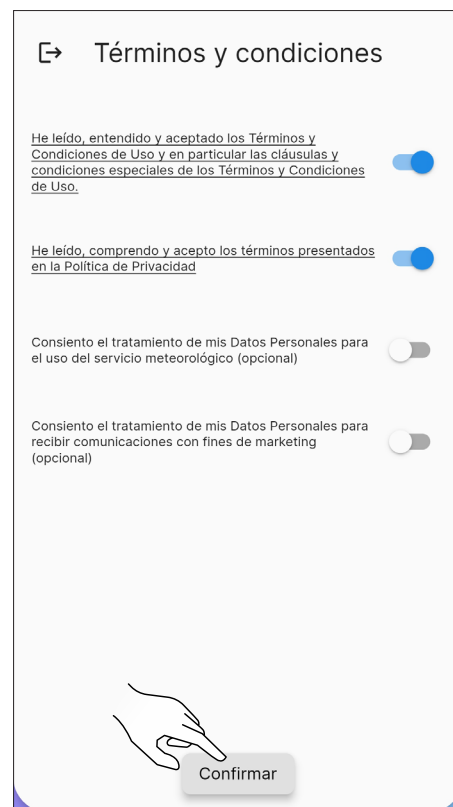 Términos y condiciones
He leído, entendido y aceptado los Términos y
Condiciones de Uso y en particular las cláusulas y
condiciones especiales de los Términos y Condiciones
de Uso.
He leído, comprendo y acepto los términos presentados
en la Política de Privacidad
Consiento el tratamiento de mis Datos Personales para
el uso del servicio meteorológico (opcional)
Consiento el tratamiento de mis Datos Personales para
recibir comunicaciones con fines de marketing
(opcional)
Confirmar